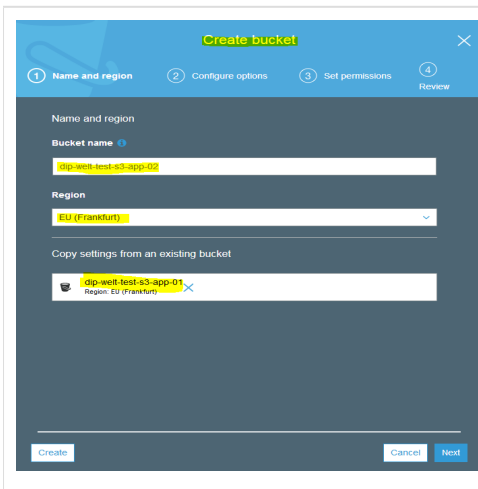 Create bucket
1 Name and region
2 Configure options
3 Set permissions
4 Review
Name and region
Bucket name
dip-welt-test-s3-app-02
Region
EU (Frankfurt)
Copy settings from an existing bucket
dip-welt-test-s3-app-01
Region: EU (Frankfurt)
Create
Cancel
Next